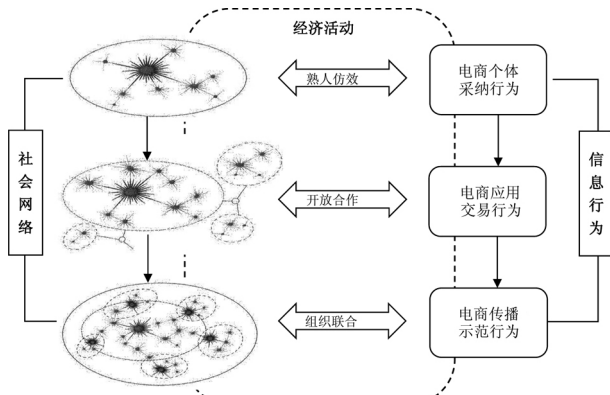 经济活动
熟人仿效
电商个体
采纳行为
社会网络
开放合作
电商应用
交易行为
信息行为
组织联合
电商传播
示范行为